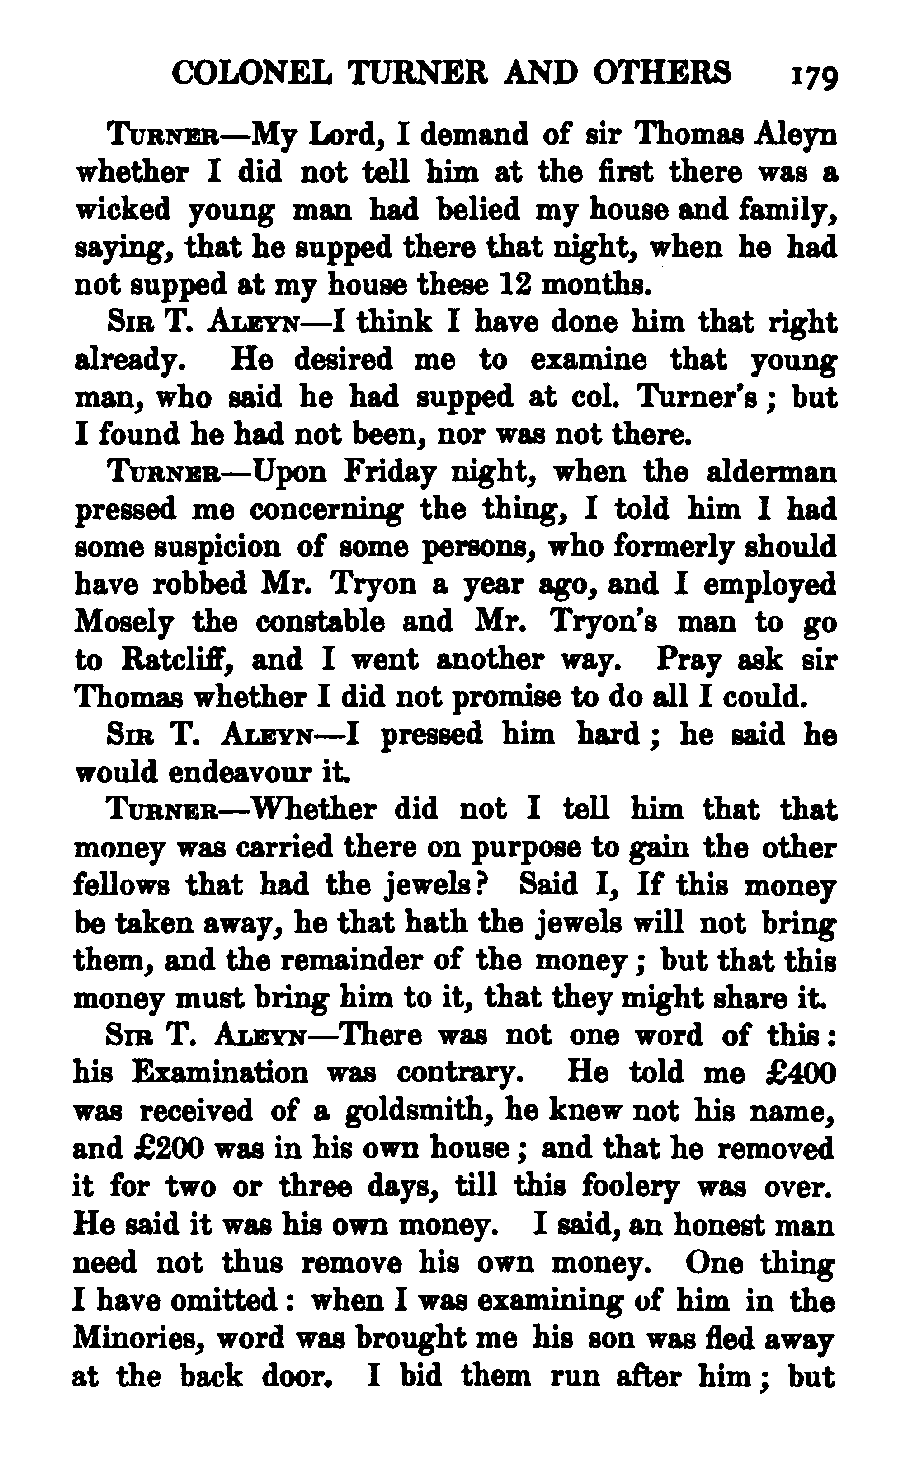 COLONEL TURNER AND OTHERS 179
TURNER—My Lord, I demand of sir Thomas Aleyn
whether I did not tell him at the first there was a
wicked young man had belied my house and family,
saying, that he supped there that night, when he had
not supped at my house these 12 months.
SIR T. ALEYN—I think I have done him that right
already. He desired me to examine that young
man, who said he had supped at col. Turner's; but
I found he had not been, nor was not there.
TURNER—Upon Friday night, when the alderman
pressed me concerning the thing, I told him I had
some suspicion of some persons, who formerly should
have robbed Mr. Tryon a year ago, and I employed
Mosely the constable and Mr. Tryon's man to go
to Ratcliff, and I went another way. Pray ask sir
Thomas whether I did not promise to do all I could.
SIR T. ALEYN—I pressed him hard; he said he
would endeavour it.
TURNER—Whether did not I tell him that that
money was carried there on purpose to gain the other
fellows that had the jewels? Said I, If this money
be taken away, he that hath the jewels will not bring
them, and the remainder of the money; but that this
money must bring him to it, that they might share it.
SIR T. ALEYN—There was not one word of this:
his Examination was contrary. He told me £400
was received of a goldsmith, he knew not his name,
and £200 was in his own house; and that he removed
it for two or three days, till this foolery was over.
He said it was his own money. I said, an honest man
need not thus remove his own money. One thing
I have omitted: when I was examining of him in the
Minories, word was brought me his son was fled away
at the back door. I bid them run after him; but